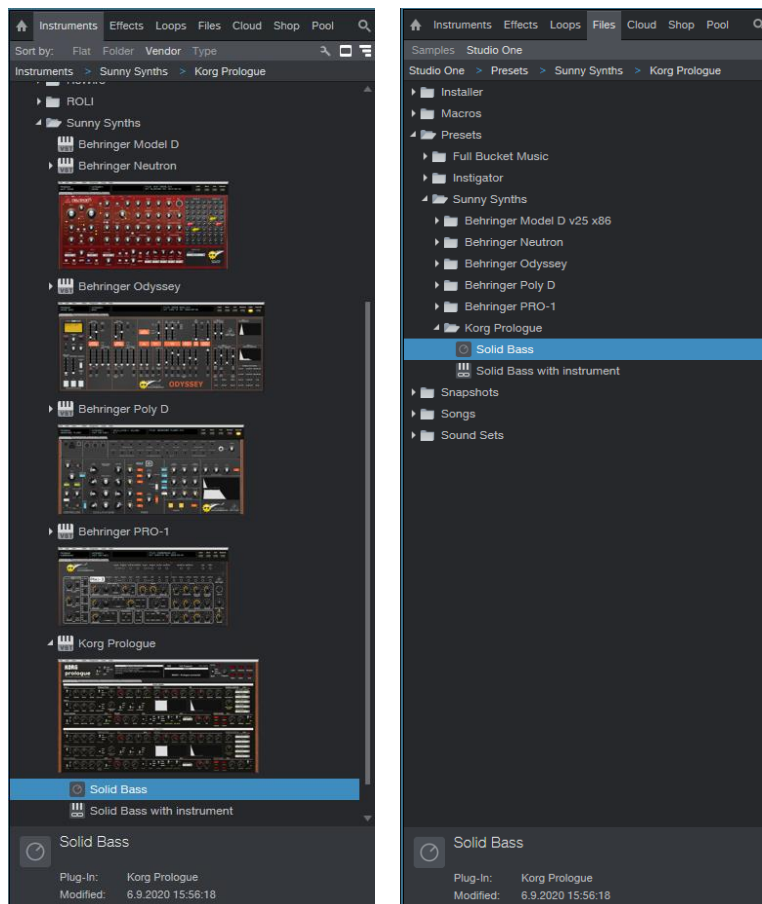 Instruments Effects Loops Files Cloud Shop Pool
Sort by: Flat Folder Vendor Type
Instruments > Sunny Synths > Korg Prologue
ROLI
Sunny Synths
Behringer Model D
Behringer Neutron
Behringer Odyssey
ODYSSEY
Behringer Poly D
Behringer PRO-1
PRO-1
Korg Prologue
KORG
prologue
Solid Bass
Solid Bass with instrument
Solid Bass
Plug-In: Korg Prologue
Modified: 6.9.2020 15:56:18
Instruments Effects Loops Files Cloud Shop Pool
Samples Studio One
Studio One > Presets > Sunny Synths > Korg Prologue
Installer
Macros
Presets
Full Bucket Music
Instigator
Sunny Synths
Behringer Model D v25 x86
Behringer Neutron
Behringer Odyssey
Behringer Poly D
Behringer PRO-1
Korg Prologue
Solid Bass
Solid Bass with instrument
Snapshots
Songs
Sound Sets
Solid Bass
Plug-In: Korg Prologue
Modified: 6.9.2020 15:56:18